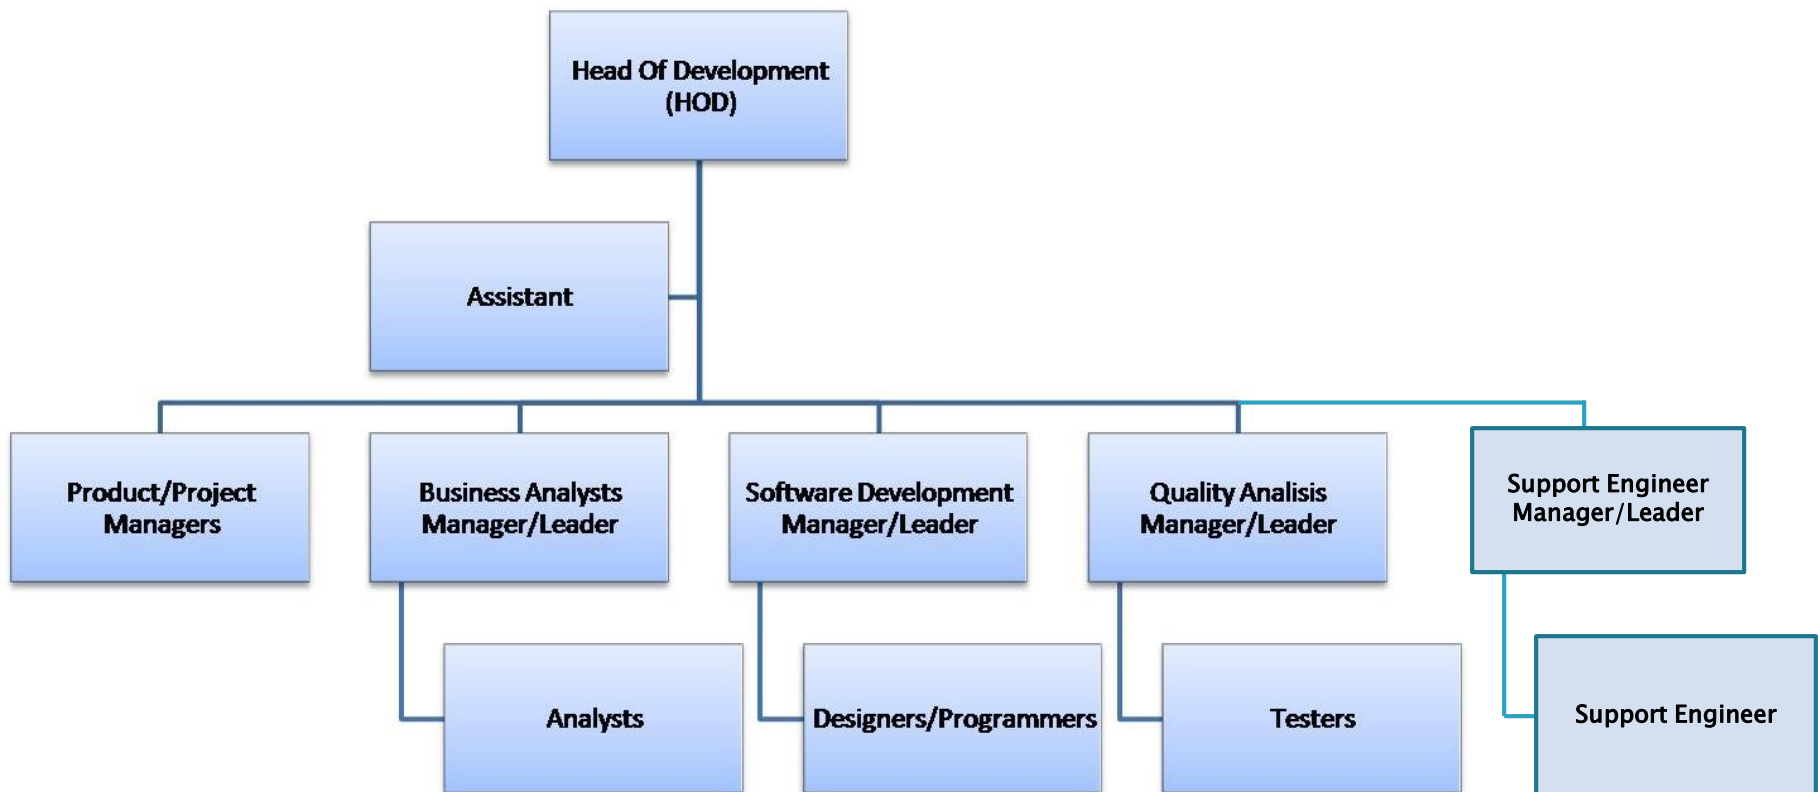 Head Of Development
(HOD)
Assistant
Product/Project
Managers
Business Analysts
Manager/Leader
Software Development
Manager/Leader
Quality Analisis
Manager/Leader
Support Engineer
Manager/Leader
Analysts
Designers/Programmers
Testers
Support Engineer